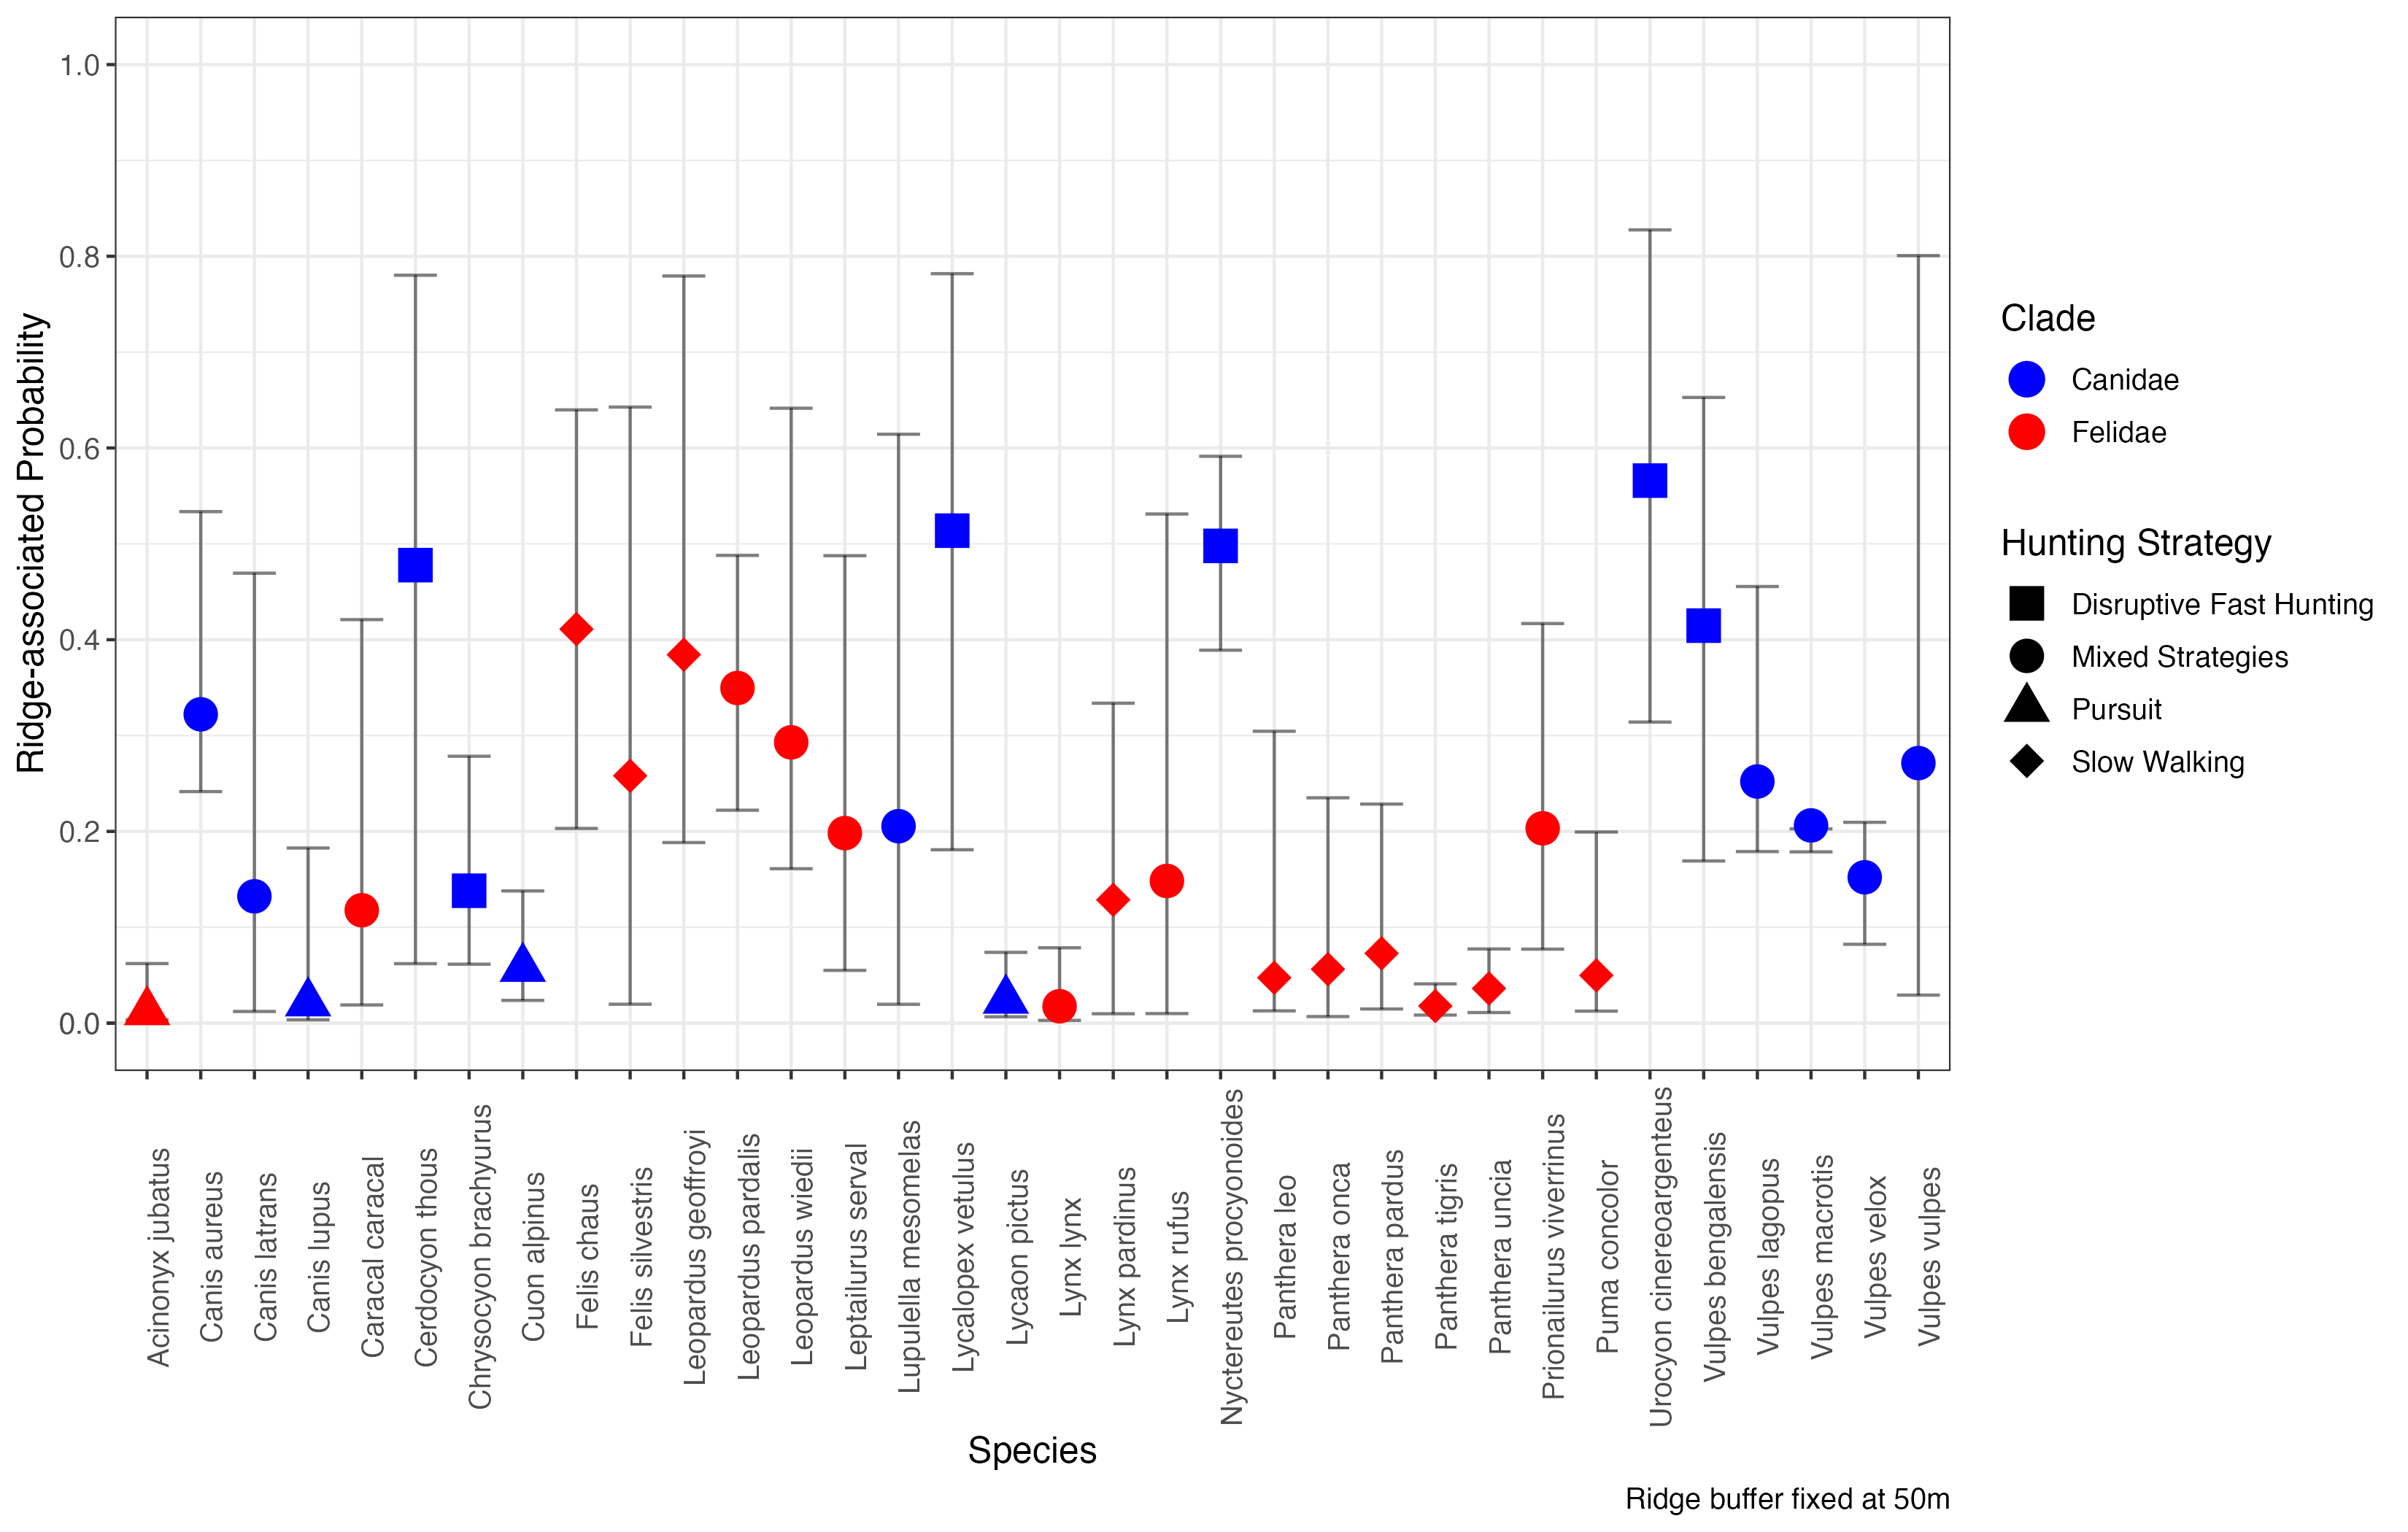 Ridge-associated Probability
1.0
0.8
0.6
0.4
0.2
0.0
Acinonyx jubatus
Canis aureus
Canis latrans
Canis lupus
Caracal caracal
Cerdocyon thous
Chrysocyon brachyurus
Cuon alpinus
Felis chaus
Felis silvestris
Leopardus geoffroyi
Leopardus pardalis
Leopardus wiedii
Leptailurus serval
Lupulella mesomelas
Lycalopex vetulus
Lycaon pictus
Lynx lynx
Lynx pardinus
Lynx rufus
Nyctereutes procyonoides
Panthera leo
Panthera onca
Panthera pardus
Panthera tigris
Panthera uncia
Prionailurus viverrinus
Puma concolor
Urocyon cinereoargenteus
Vulpes bengalensis
Vulpes lagopus
Vulpes macrotis
Vulpes velox
Vulpes vulpes
Species
Ridge buffer fixed at 50m
Clade
Canidae
Felidae
Hunting Strategy
Disruptive Fast Hunting
Mixed Strategies
Pursuit
Slow Walking